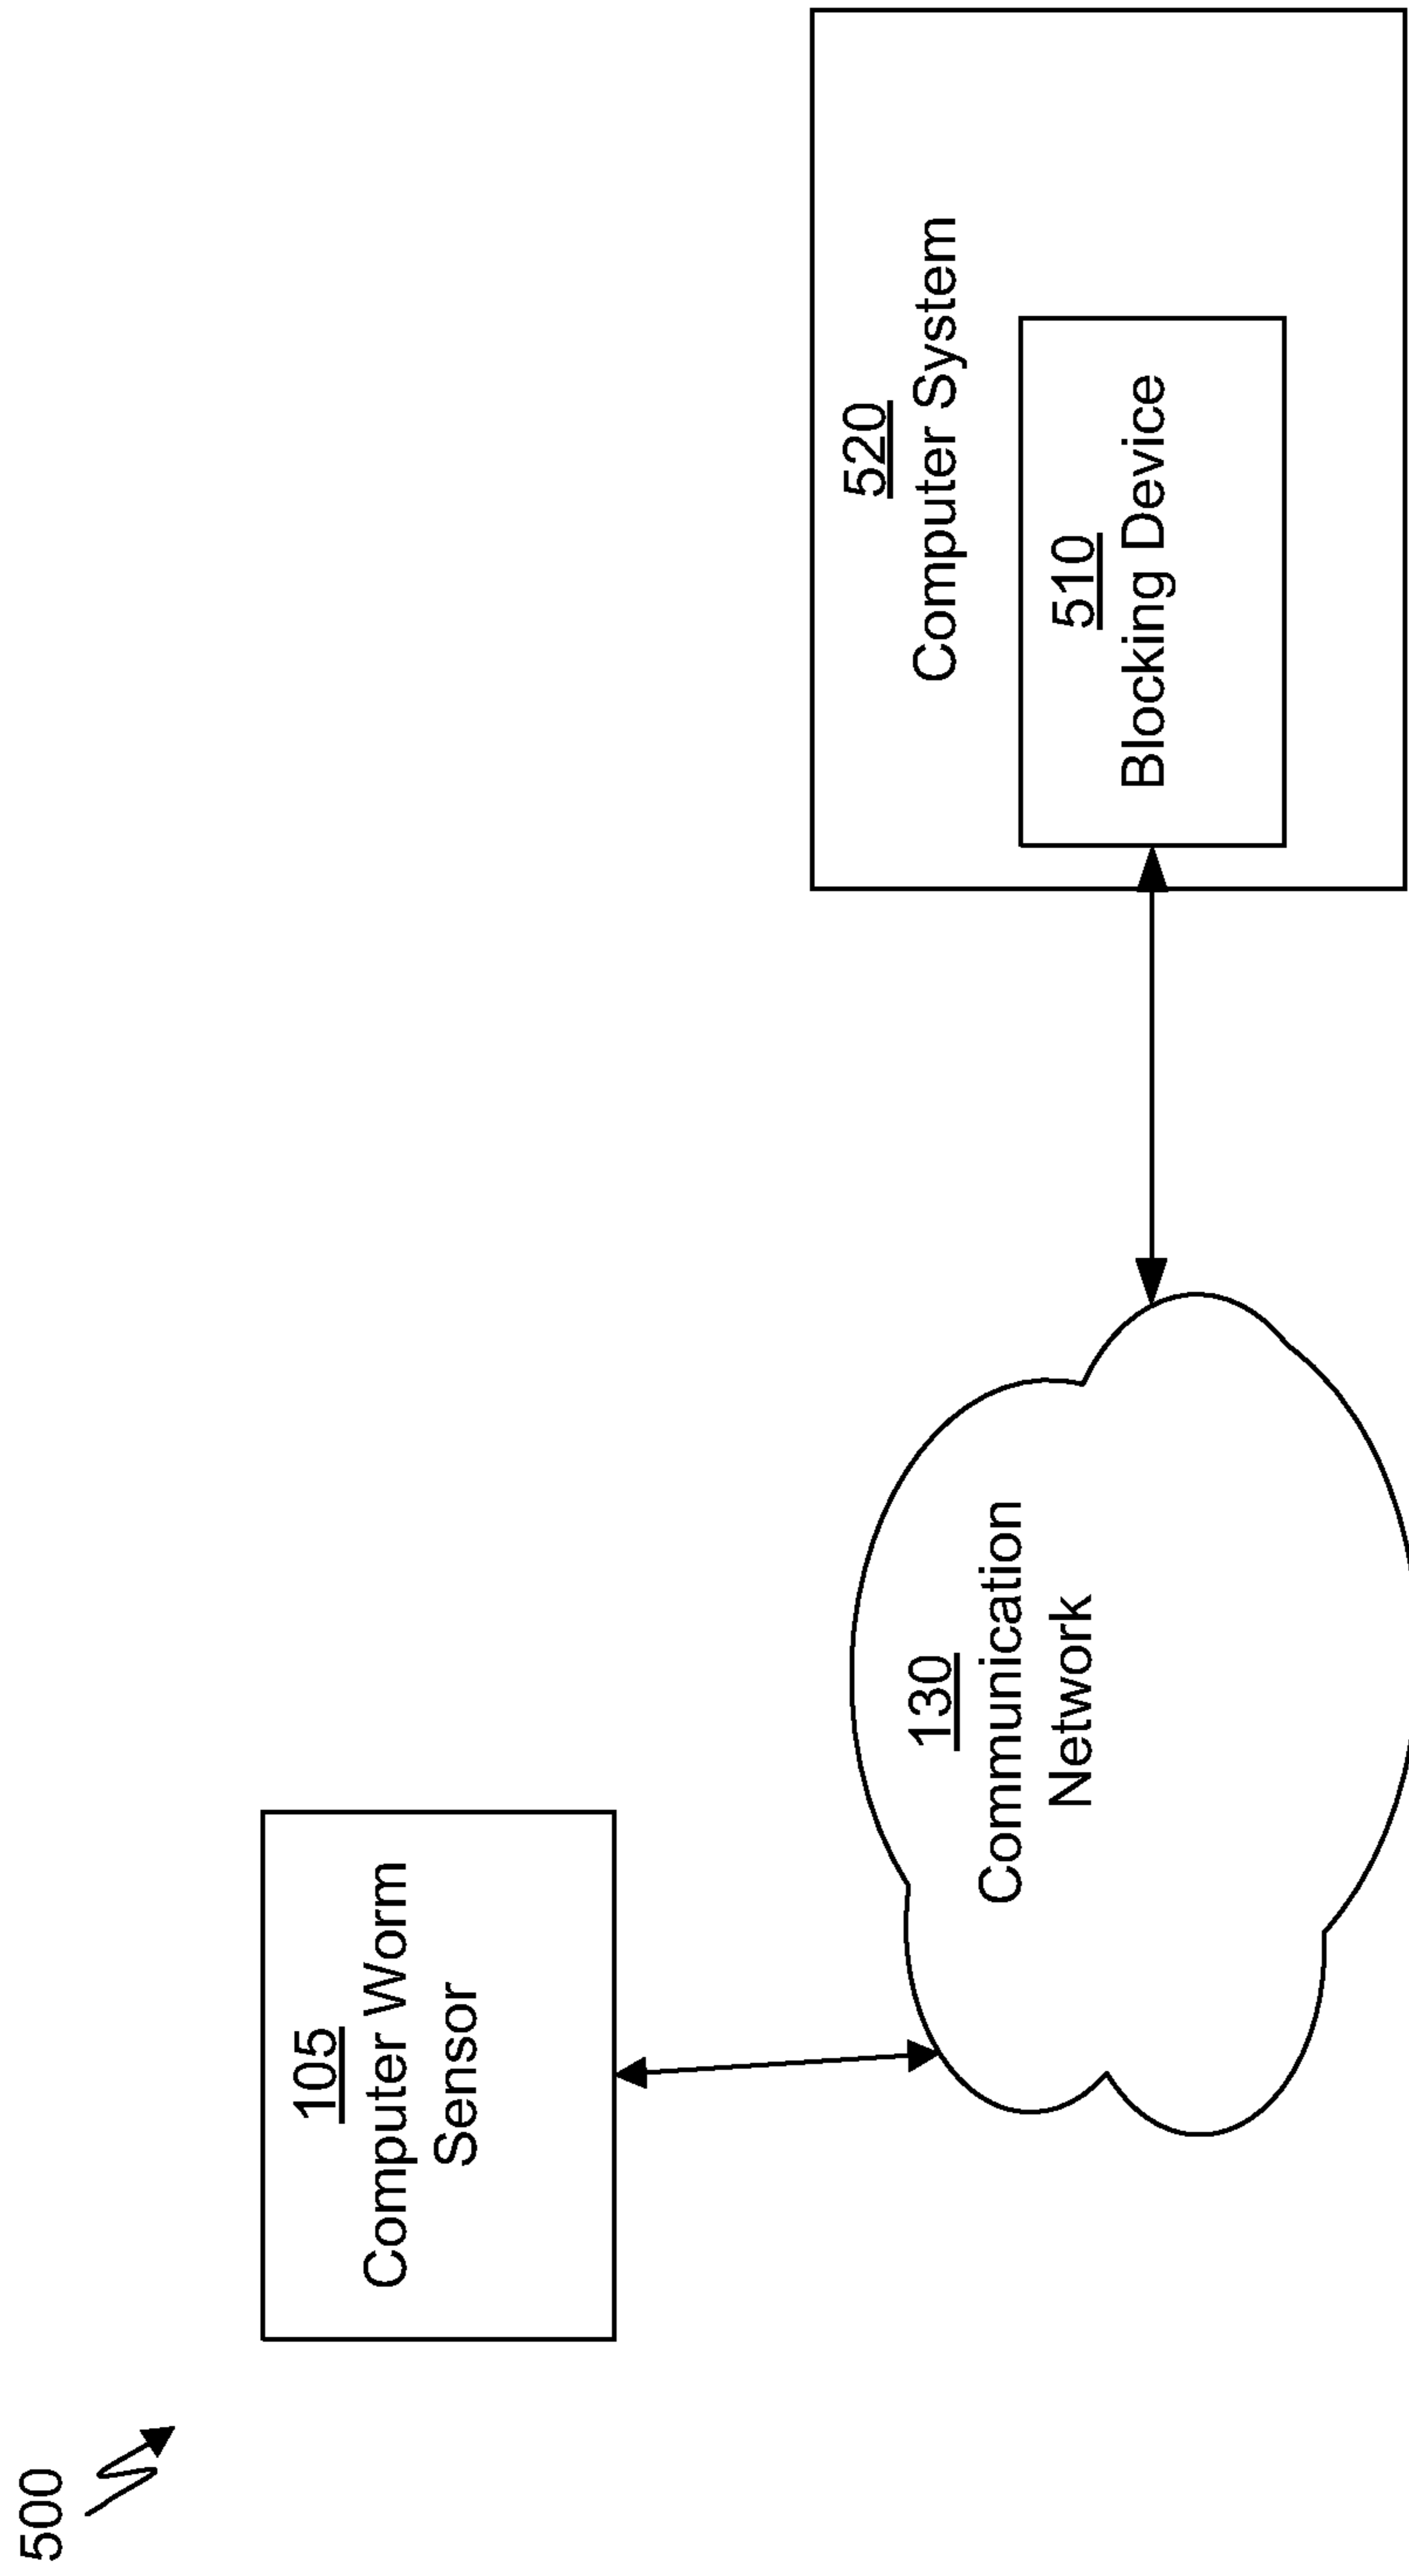 500
105
Computer Worm
Sensor
130
Communication
Network
520
Computer System
510
Blocking Device